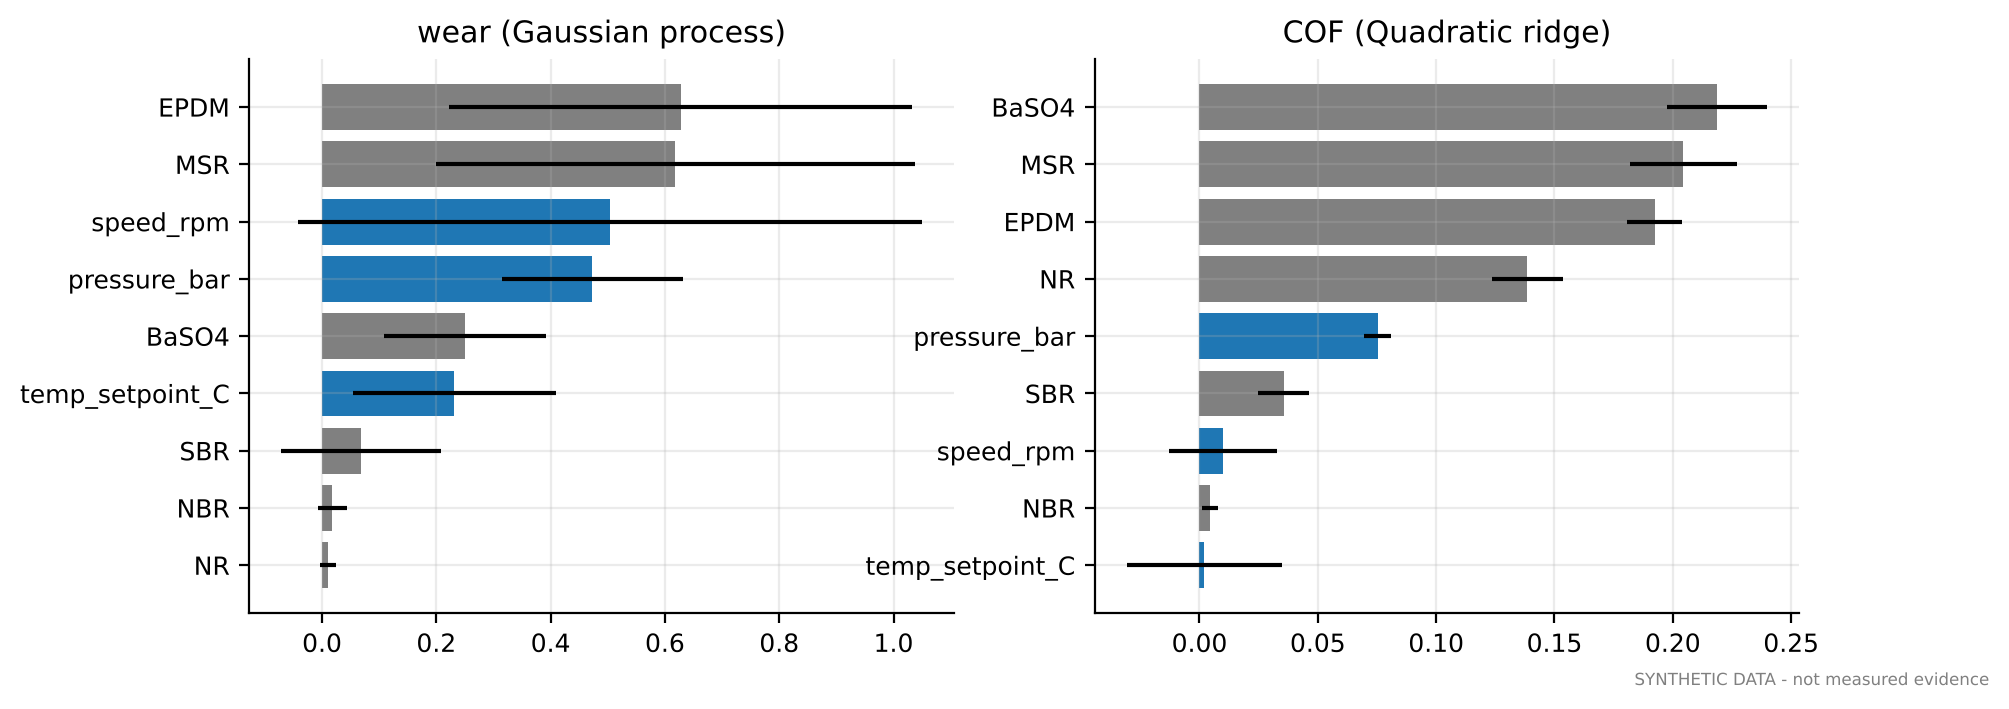 wear (Gaussian process)
EPDM
MSR
speed_rpm
pressure_bar
BaSO4
temp_setpoint_C
SBR
NBR
NR
0.0 0.2 0.4 0.6 0.8 1.0
COF (Quadratic ridge)
BaSO4
MSR
EPDM
NR
pressure_bar
SBR
speed_rpm
NBR
temp_setpoint_C
0.00 0.05 0.10 0.15 0.20 0.25
SYNTHETIC DATA - not measured evidence